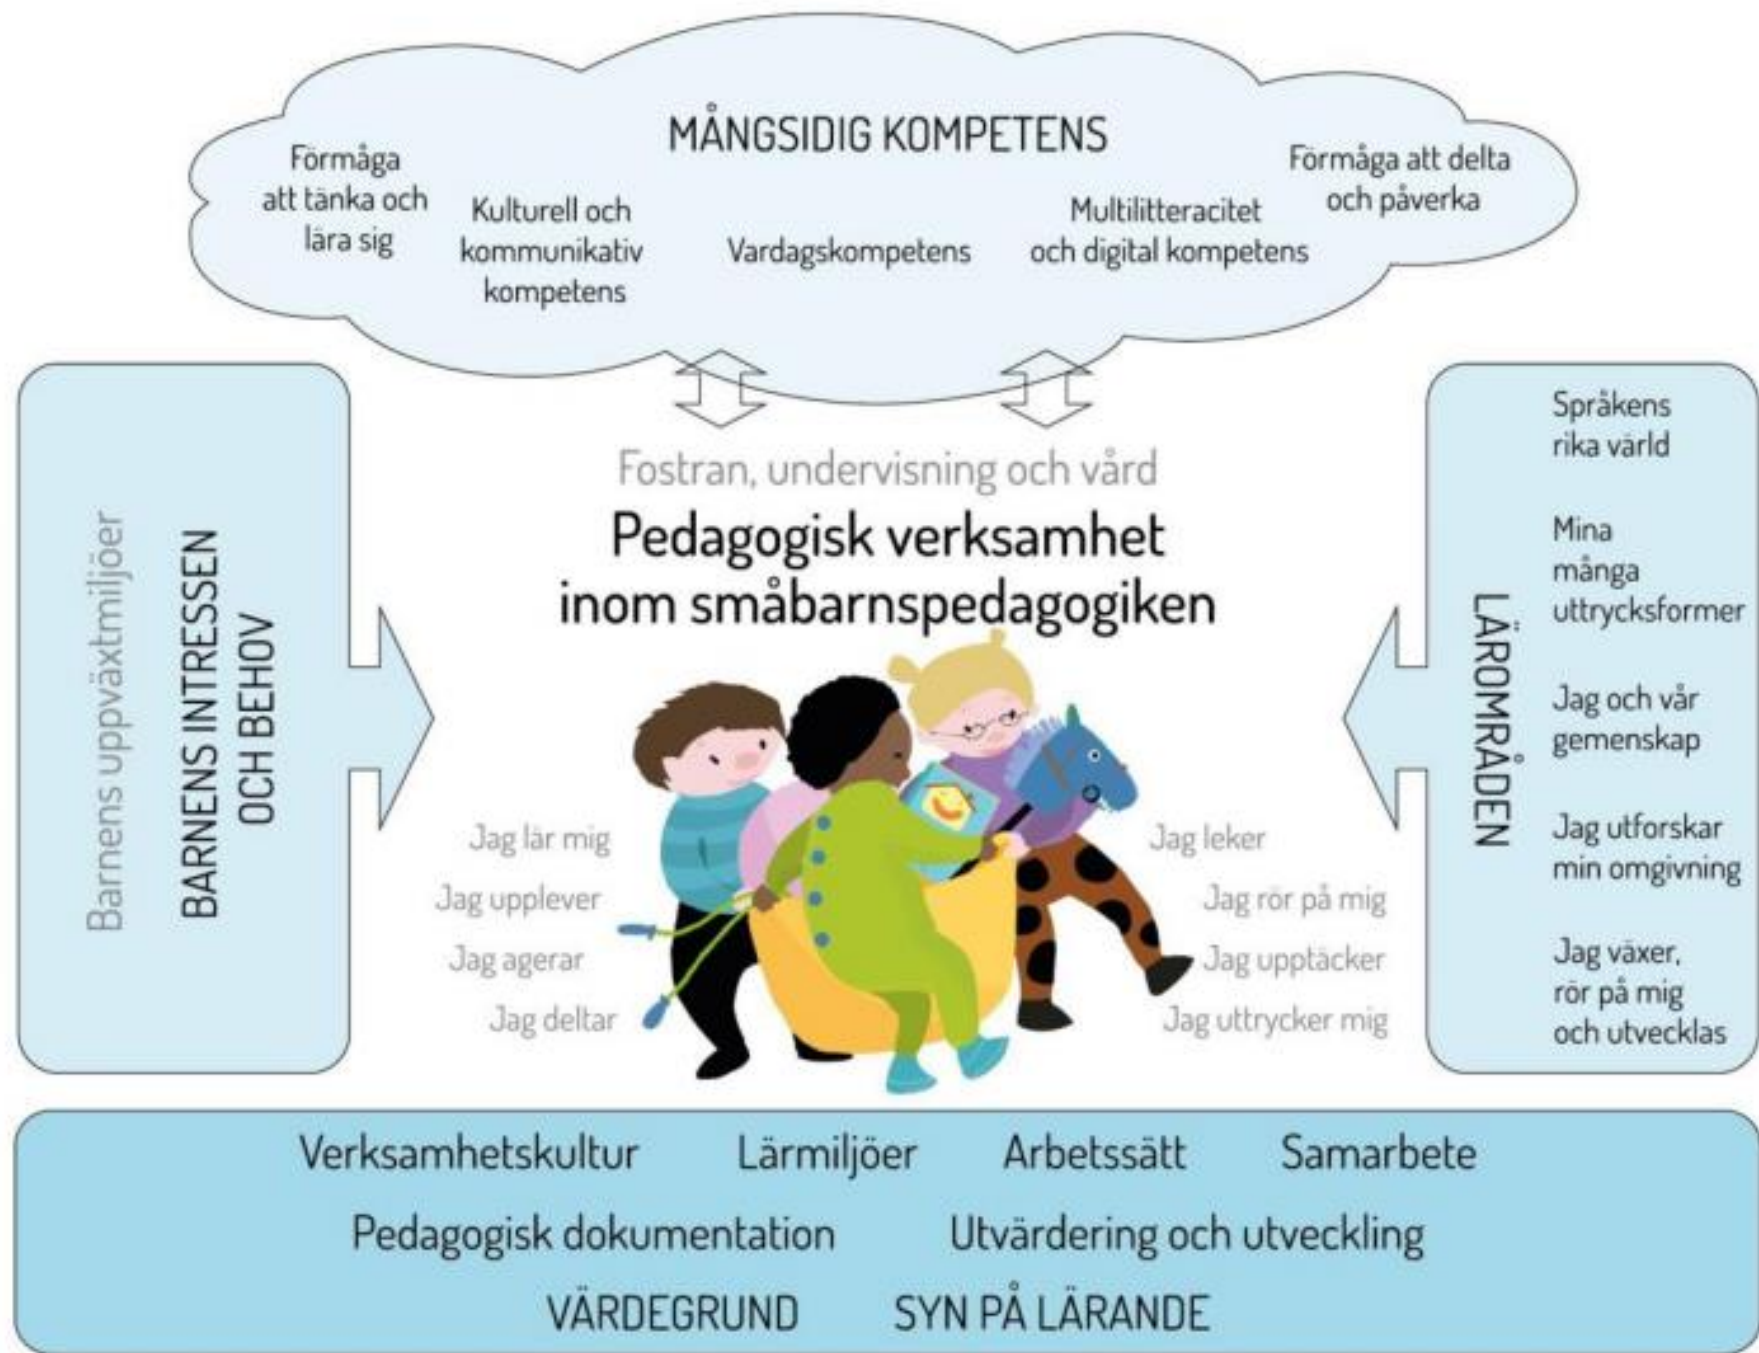 MÅNGSIDIG KOMPETENS
Förmåga
att tänka och
lära sig
Kulturell och
kommunikativ
kompetens
Vardagskompetens
Multilitteracitet
och digital kompetens
Förmåga att delta
och påverka
Barnens uppväxtmiljöer
BARNENS INTRESSEN
OCH BEHOV
Fostran, undervisning och vård
Pedagogisk verksamhet
inom småbarnspedagogiken
Jag lär mig
Jag upplever
Jag agerar
Jag deltar
Jag leker
Jag rör på mig
Jag upptäcker
Jag uttrycker mig
LÄROMRÅDEN
Språkens
rika värld
Mina
många
uttrycksformer
Jag och vår
gemenskap
Jag utforskar
min omgivning
Jag växer,
rör på mig
och utvecklas
Verksamhetskultur Lärmiljöer Arbetssätt Samarbete
Pedagogisk dokumentation Utvärdering och utveckling
VÄRDEGRUND SYN PÅ LÄRANDE